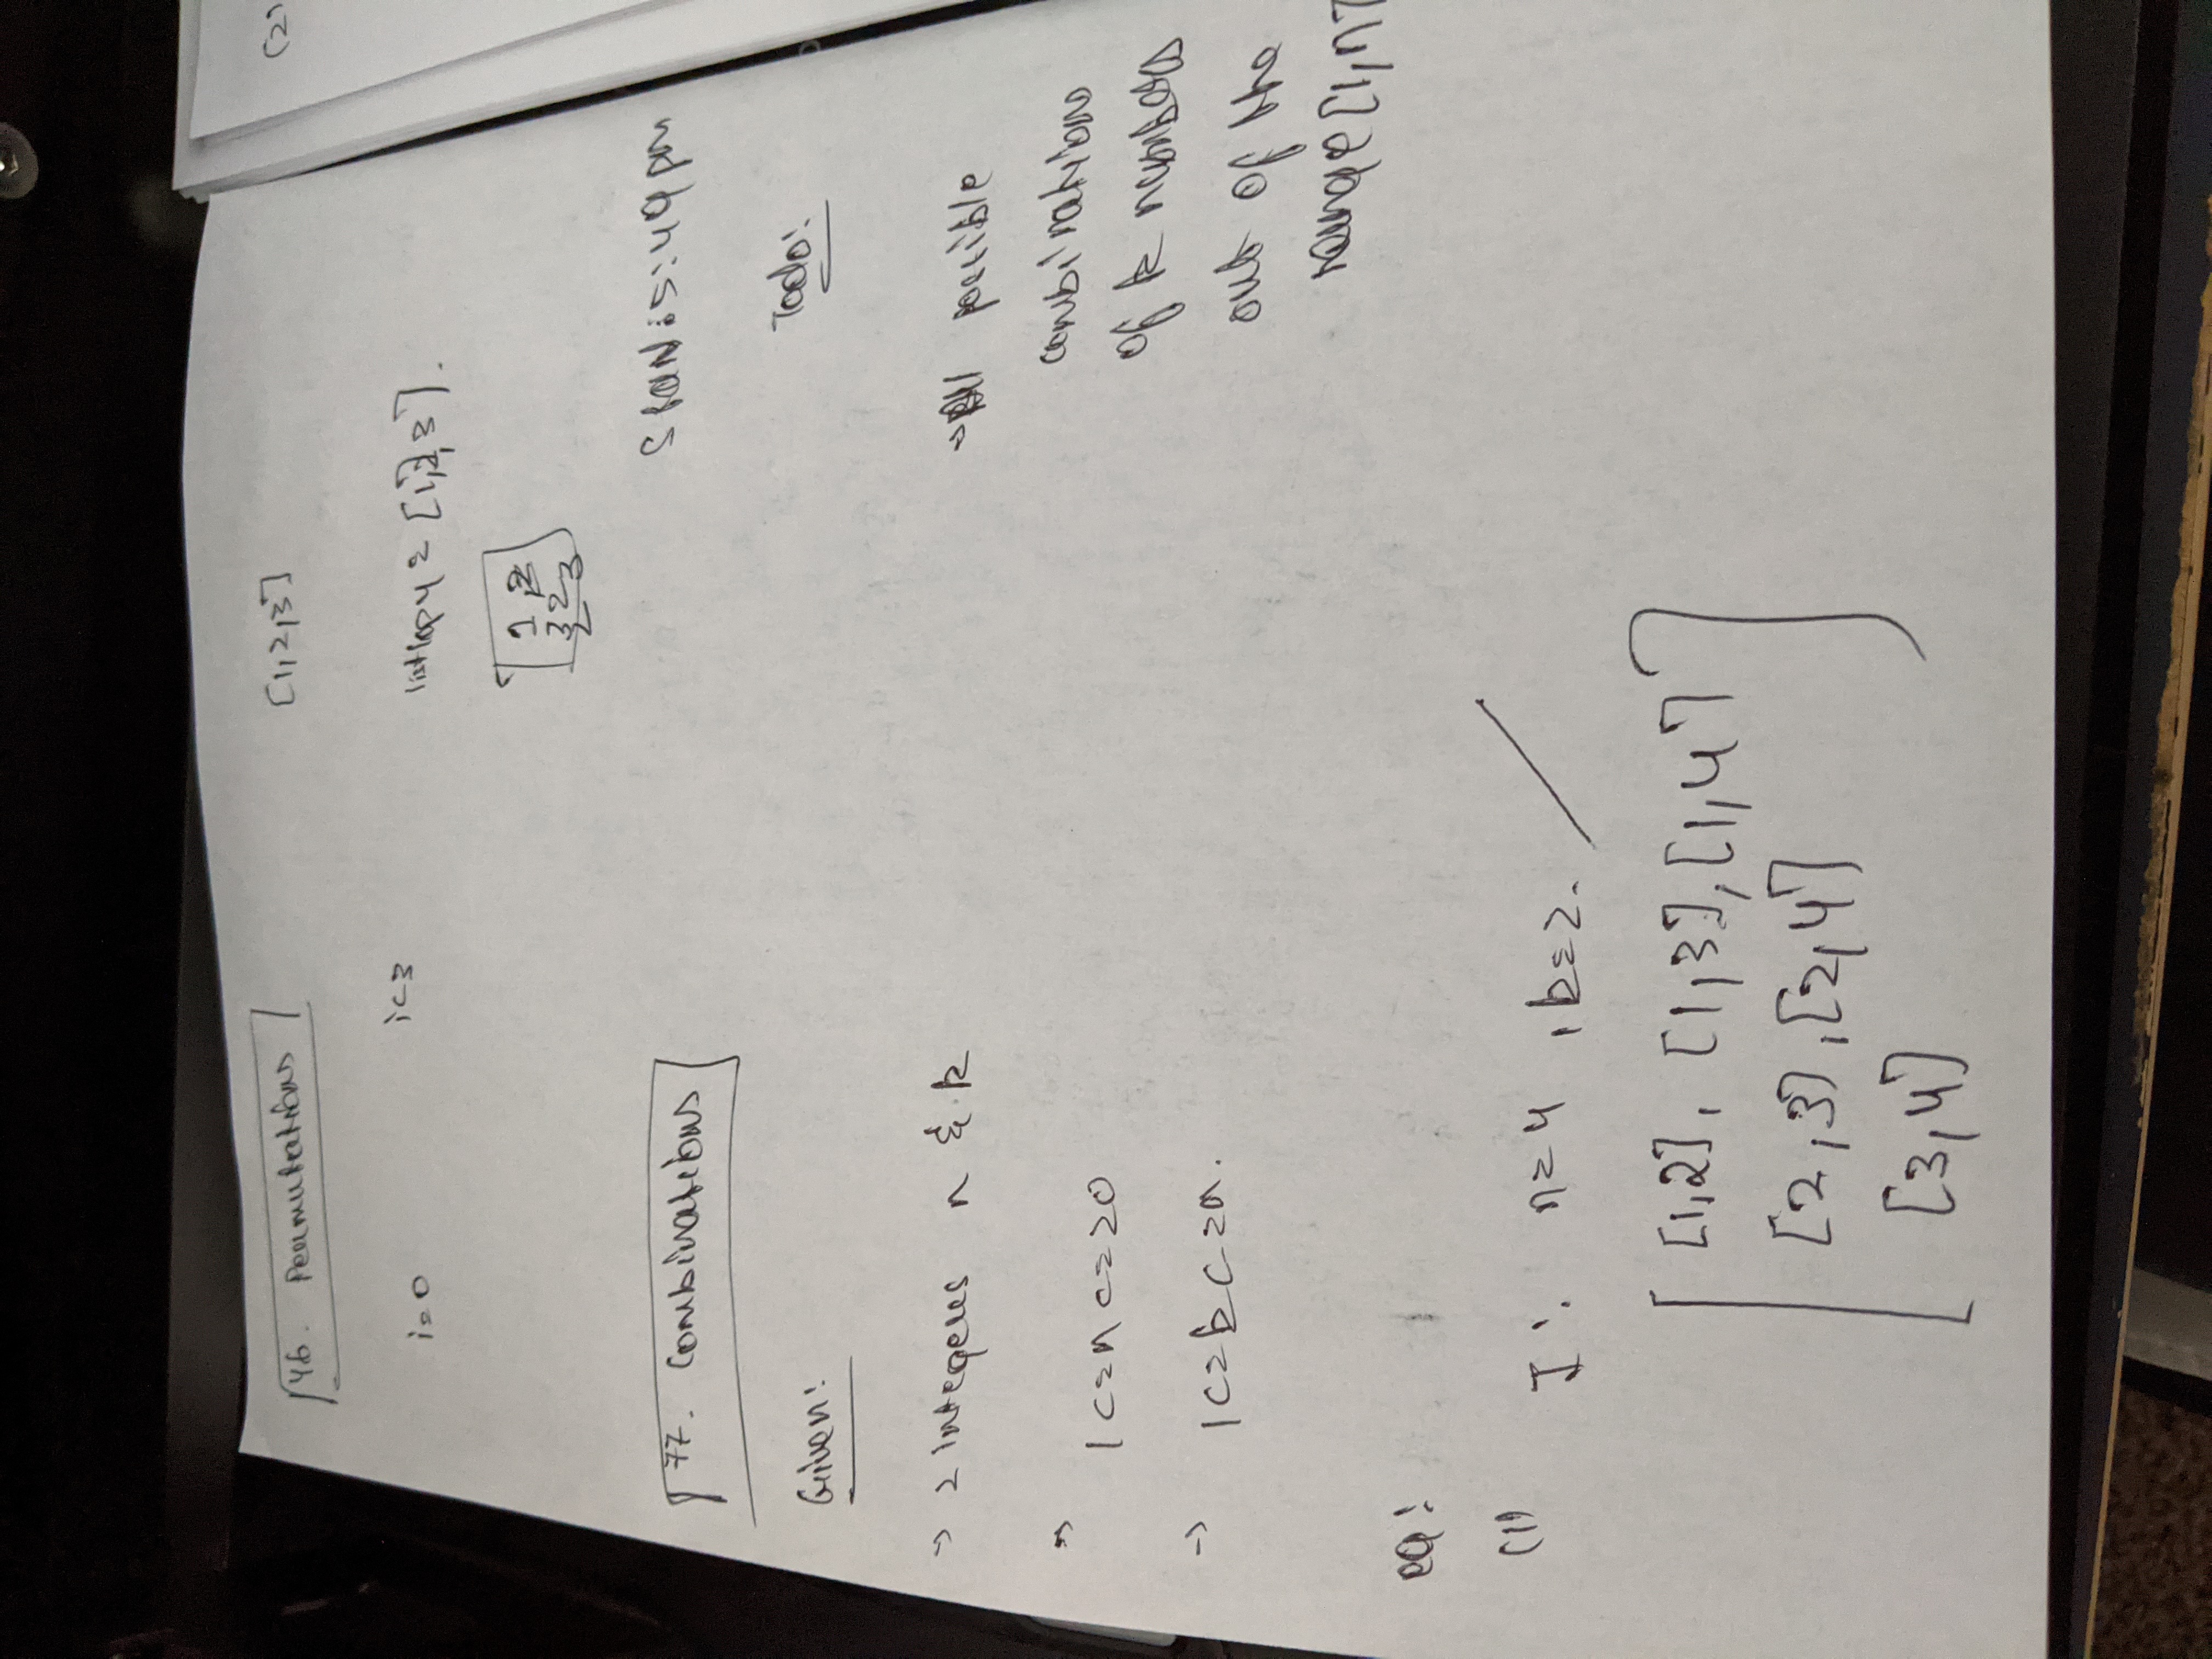 46. Permutations
[1,2,3]
(2)
i=0
i<3
listcopy = [1,2,3].
1,2
3 2 3
2
77. Combinations
Start: 5:49 pm
Given:
Todo:
→ 2 integers n & k
→ All possible
combinations
of k numbers
out of the
range [1,n]
→ 1<=n<=20
→ 1<=k<=n.
eg:
(1)
I: n=4, k=2.
[1,2], [1,3], [1,4]
[2,3], [2,4]
[3,4]